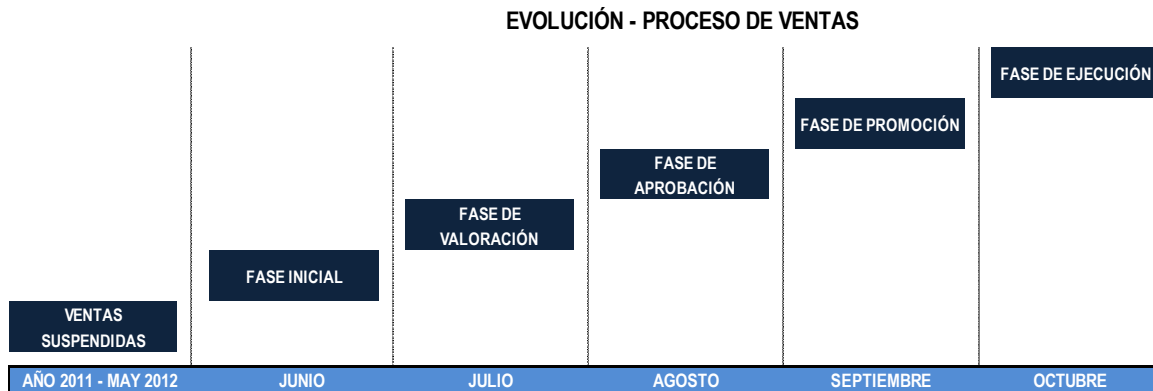 EVOLUCIÓN - PROCESO DE VENTAS
FASE DE EJECUCIÓN
FASE DE PROMOCIÓN
FASE DE
APROBACIÓN
FASE DE
VALORACIÓN
FASE INICIAL
VENTAS
SUSPENDIDAS
AÑO 2011 - MAY 2012 JUNIO JULIO AGOSTO SEPTIEMBRE OCTUBRE